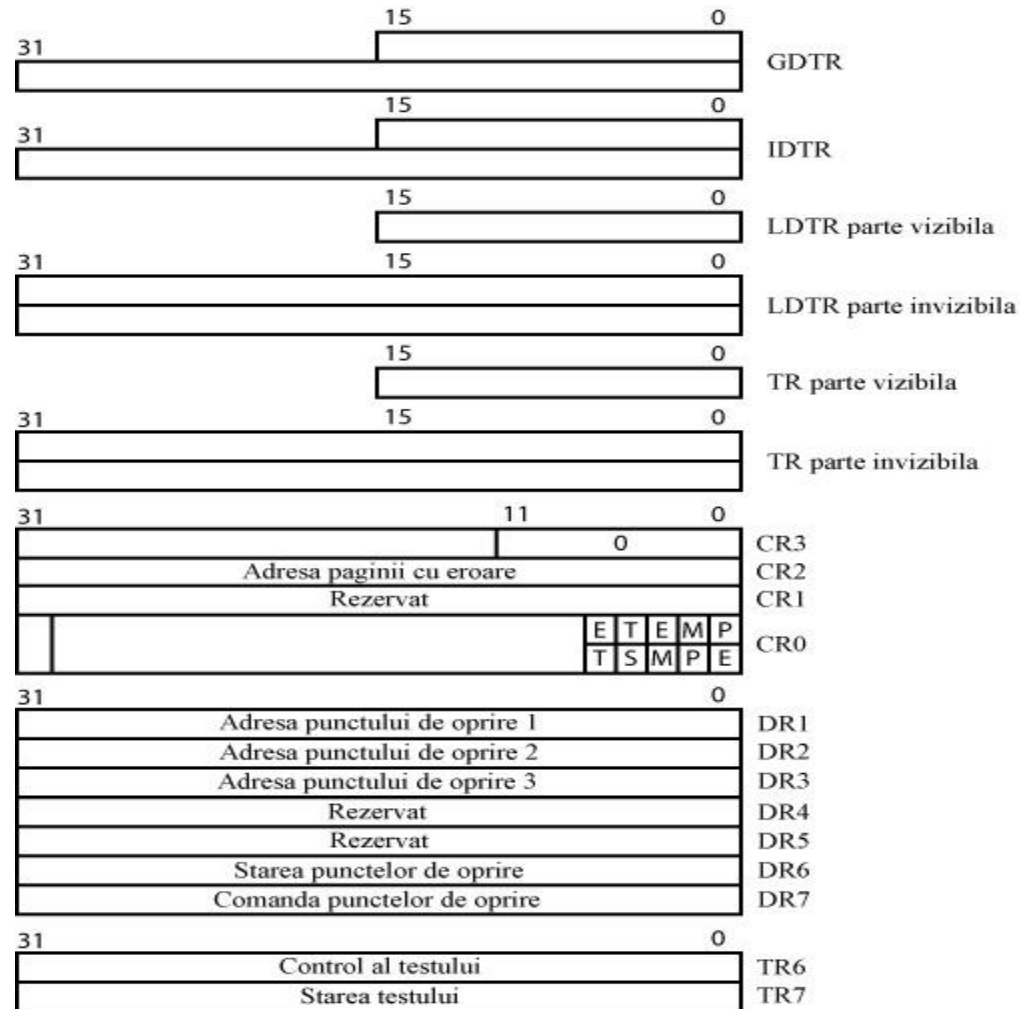 15 0
31
GDTR
15 0
31
IDTR
15 0
LDTR parte vizibila
31 15 0
LDTR parte invizibila
15 0
TR parte vizibila
31 15 0
TR parte invizibila
31 11 0
0 CR3
Adresa paginii cu eroare CR2
Rezervat CR1
E T E M P
CR0
T S M P E
31 0
Adresa punctului de oprire 1 DR1
Adresa punctului de oprire 2 DR2
Adresa punctului de oprire 3 DR3
Rezervat DR4
Rezervat DR5
Starea punctelor de oprire DR6
Comanda punctelor de oprire DR7
31 0
Control al testului TR6
Starea testului TR7